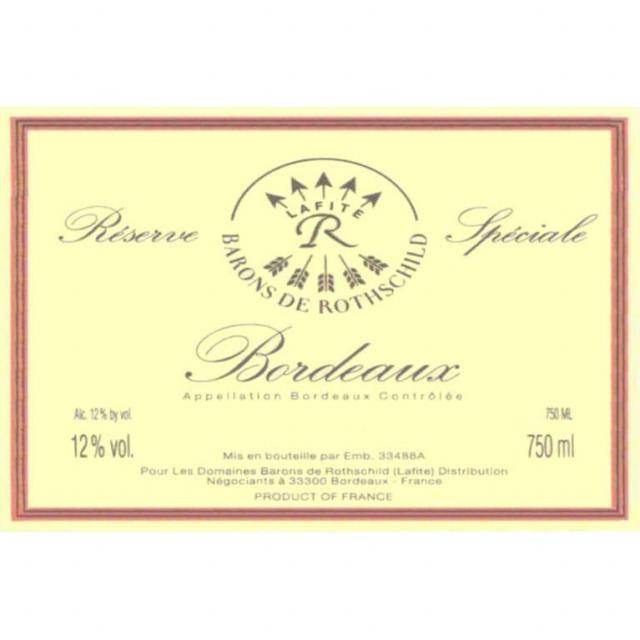 LAFITE
R
Réserve
Spéciale
BARONS DE ROTHSCHILD
Bordeaux
Appellation Bordeaux Contrôlée
Alc. 12% by vol.
750 ML
12% vol.
750 ml
Mis en bouteille par Emb. 33488A
Pour Les Domaines Barons de Rothschild (Lafite) Distribution
Négociants à 33300 Bordeaux - France
PRODUCT OF FRANCE